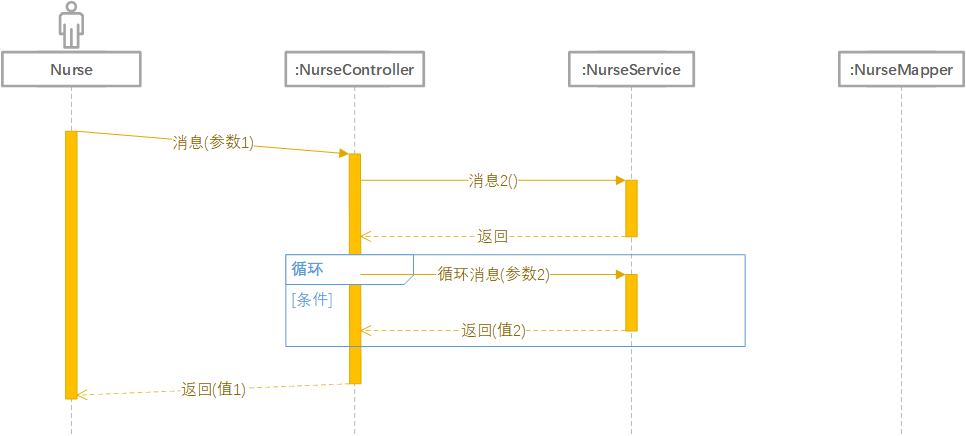 Nurse
:NurseController
:NurseService
:NurseMapper
消息(参数1)
消息2()
返回
循环
循环消息(参数2)
[条件]
返回(值2)
返回(值1)